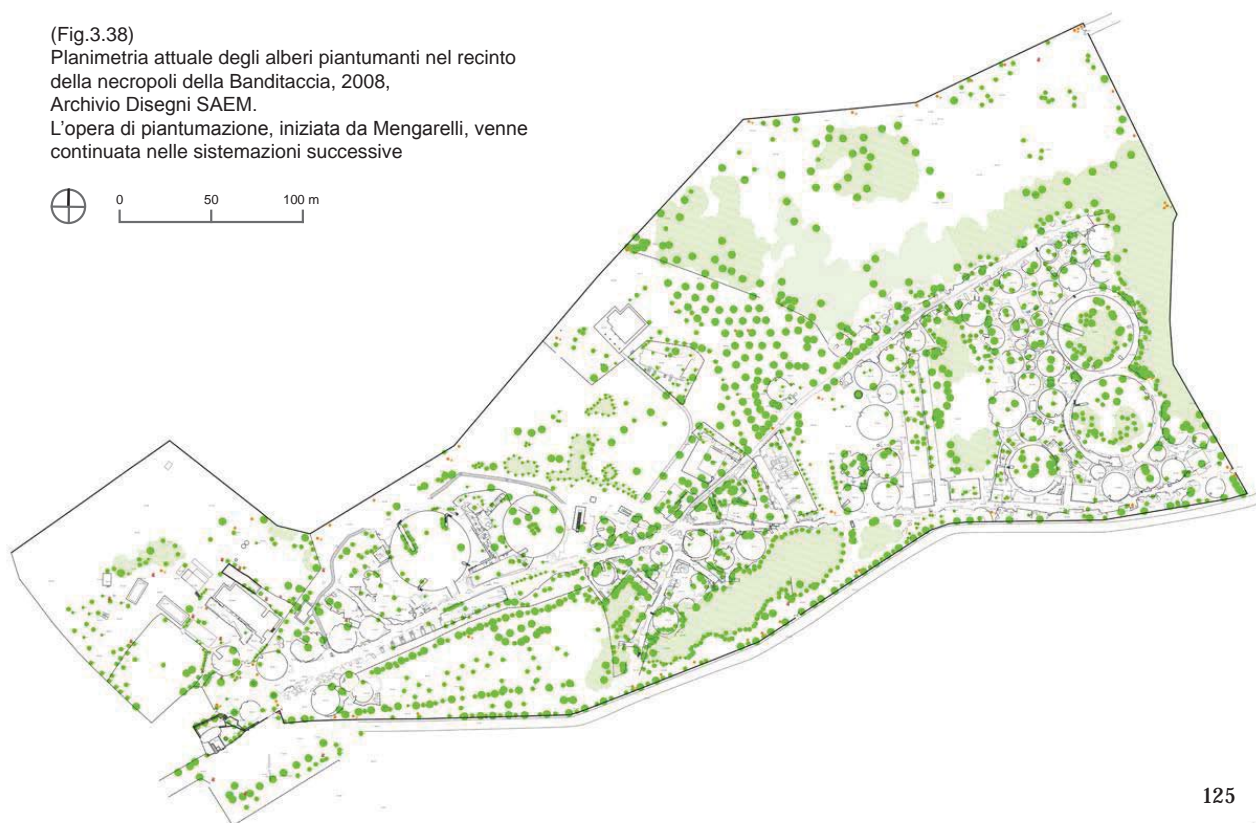 (Fig.3.38)
Planimetria attuale degli alberi piantumanti nel recinto
della necropoli della Banditaccia, 2008,
Archivio Disegni SAEM.
L'opera di piantumazione, iniziata da Mengarelli, venne
continuata nelle sistemazioni successive
0 50 100 m
125